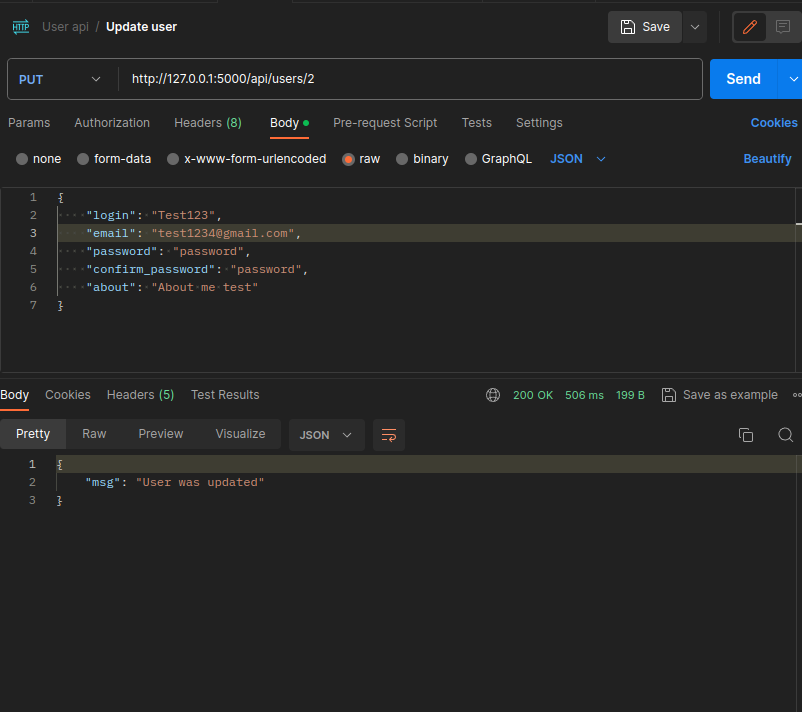 HTTP User api / Update user Save
PUT http://127.0.0.1:5000/api/users/2 Send
Params Authorization Headers (8) Body Pre-request Script Tests Settings Cookies
none form-data x-www-form-urlencoded raw binary GraphQL JSON Beautify
1 {
2 "login": "Test123",
3 "email": "test1234@gmail.com",
4 "password": "password",
5 "confirm_password": "password",
6 "about": "About me test"
7 }
Body Cookies Headers (5) Test Results 200 OK 506 ms 199 B Save as example
Pretty Raw Preview Visualize JSON
1 {
2 "msg": "User was updated"
3 }